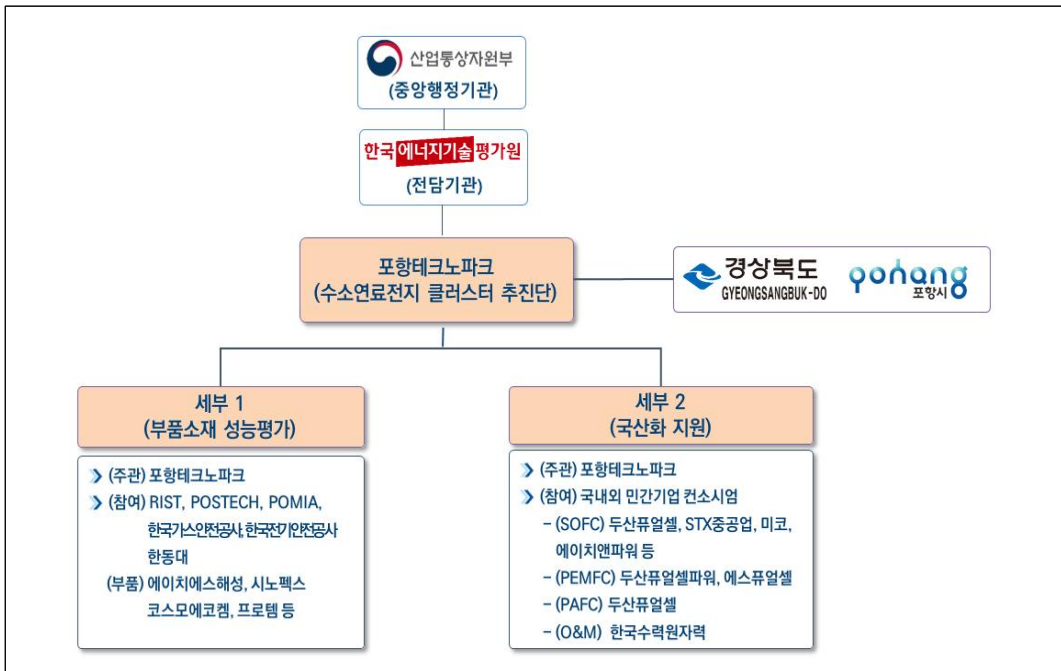 산업통상자원부
(중앙행정기관)
한국에너지기술평가원
(전담기관)
포항테크노파크
(수소연료전지 클러스터 추진단)
경상북도
GYEONGSANGBUK-DO
pohang
포항시
세부 1
(부품소재 성능평가)
(주관) 포항테크노파크
(참여) RIST, POSTECH, POMIA,
한국가스안전공사, 한국전기안전공사
한동대
(부품) 에이치에스해성, 시노펙스
코스모에코켐, 프로템 등
세부 2
(국산화 지원)
(주관) 포항테크노파크
(참여) 국내외 민간기업 컨소시엄
- (SOFC) 두산퓨얼셀, STX중공업, 미코,
에이치앤파워 등
- (PEMFC) 두산퓨얼셀파워, 에스퓨얼셀
- (PAFC) 두산퓨얼셀
- (O&M) 한국수력원자력